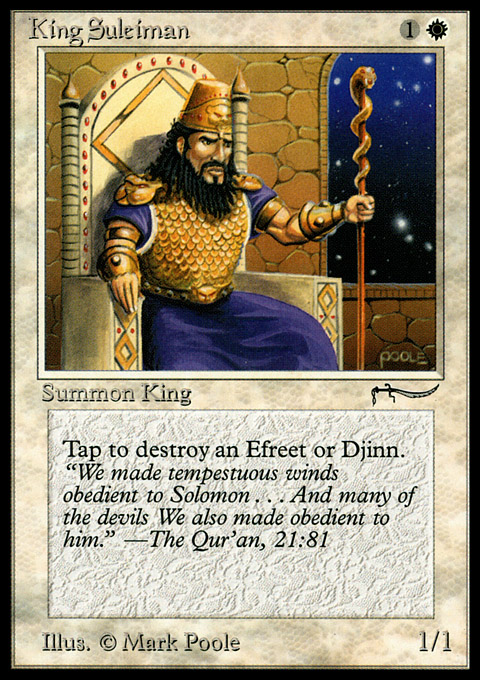 King Suleiman 1
POOLE
Summon King
Tap to destroy an Efreet or Djinn.
“We made tempestuous winds
obedient to Solomon . . . And many of
the devils We also made obedient to
him.” —The Qur’an, 21:81
Illus. © Mark Poole 1/1